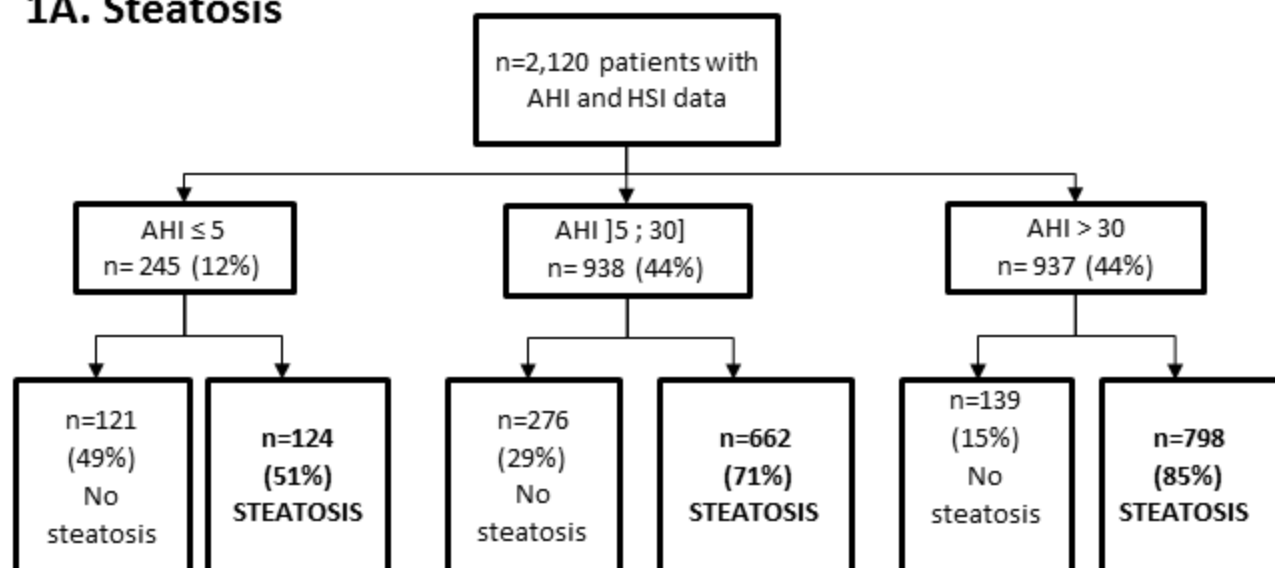 1A. Steatosis
n=2,120 patients with
AHI and HSI data
AHI ≤ 5
n= 245 (12%)
AHI ]5 ; 30]
n= 938 (44%)
AHI > 30
n= 937 (44%)
n=121
(49%)
No
steatosis
n=124
(51%)
STEATOSIS
n=276
(29%)
No
steatosis
n=662
(71%)
STEATOSIS
n=139
(15%)
No
steatosis
n=798
(85%)
STEATOSIS